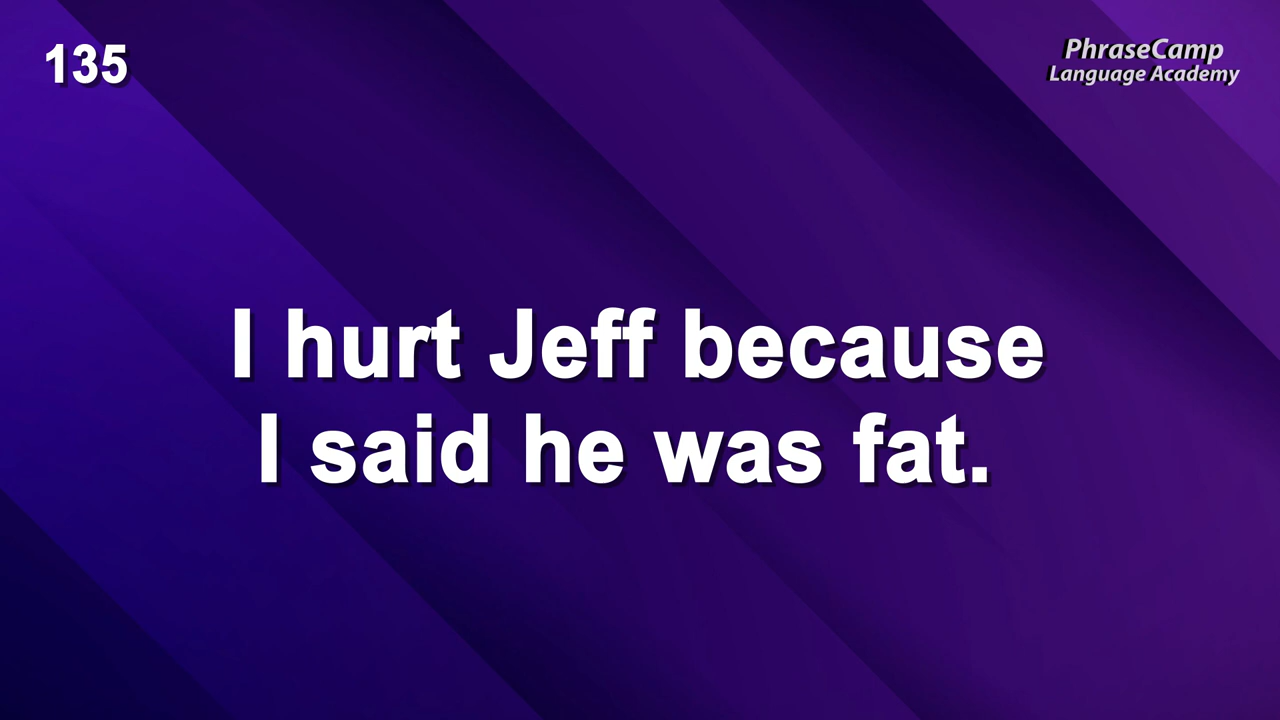 135
PhraseCamp
Language Academy
I hurt Jeff because
I said he was fat.